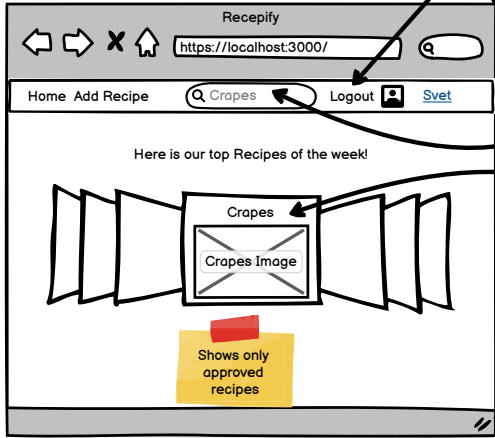 Recepify
https://localhost:3000/
Home Add Recipe Crapes Logout Svet
Here is our top Recipes of the week!
Crapes
Crapes Image
Shows only
approved
recipes